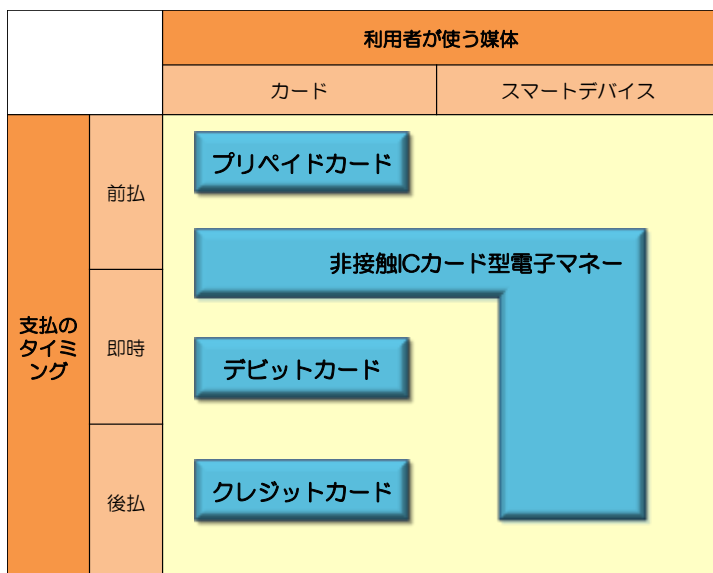 利用者が使う媒体
カード
スマートデバイス
支払の
タイミ
ング
前払
プリペイドカード
非接触ICカード型電子マネー
即時
デビットカード
後払
クレジットカード